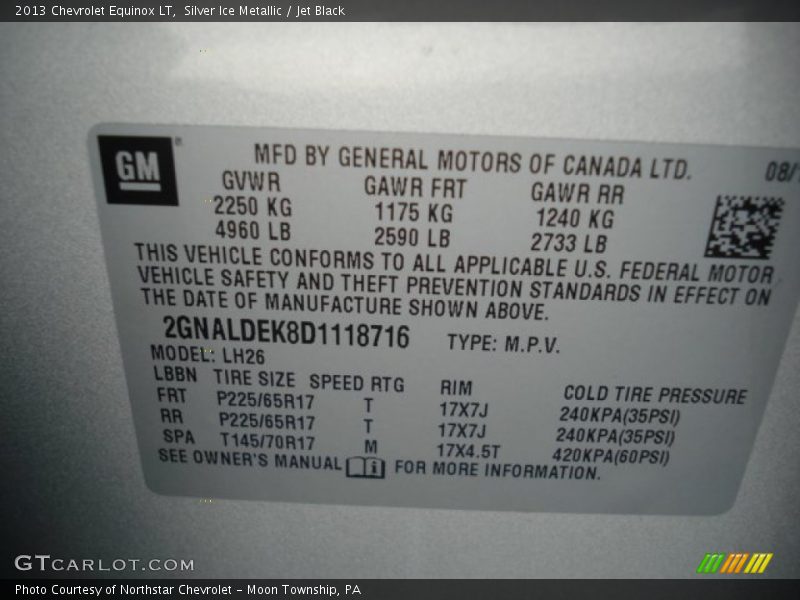 2013 Chevrolet Equinox LT, Silver Ice Metallic / Jet Black
GM
MFD BY GENERAL MOTORS OF CANADA LTD. 08/
GVWR GAWR FRT GAWR RR
2250 KG 1175 KG 1240 KG
4960 LB 2590 LB 2733 LB
THIS VEHICLE CONFORMS TO ALL APPLICABLE U.S. FEDERAL MOTOR
VEHICLE SAFETY AND THEFT PREVENTION STANDARDS IN EFFECT ON
THE DATE OF MANUFACTURE SHOWN ABOVE.
2GNALDEK8D1118716 TYPE: M.P.V.
MODEL: LH26
LBBN TIRE SIZE SPEED RTG RIM COLD TIRE PRESSURE
FRT P225/65R17 T 17X7J 240KPA(35PSI)
RR P225/65R17 T 17X7J 240KPA(35PSI)
SPA T145/70R17 M 17X4.5T 420KPA(60PSI)
SEE OWNER'S MANUAL FOR MORE INFORMATION.
GTCARLOT.COM
Photo Courtesy of Northstar Chevrolet - Moon Township, PA